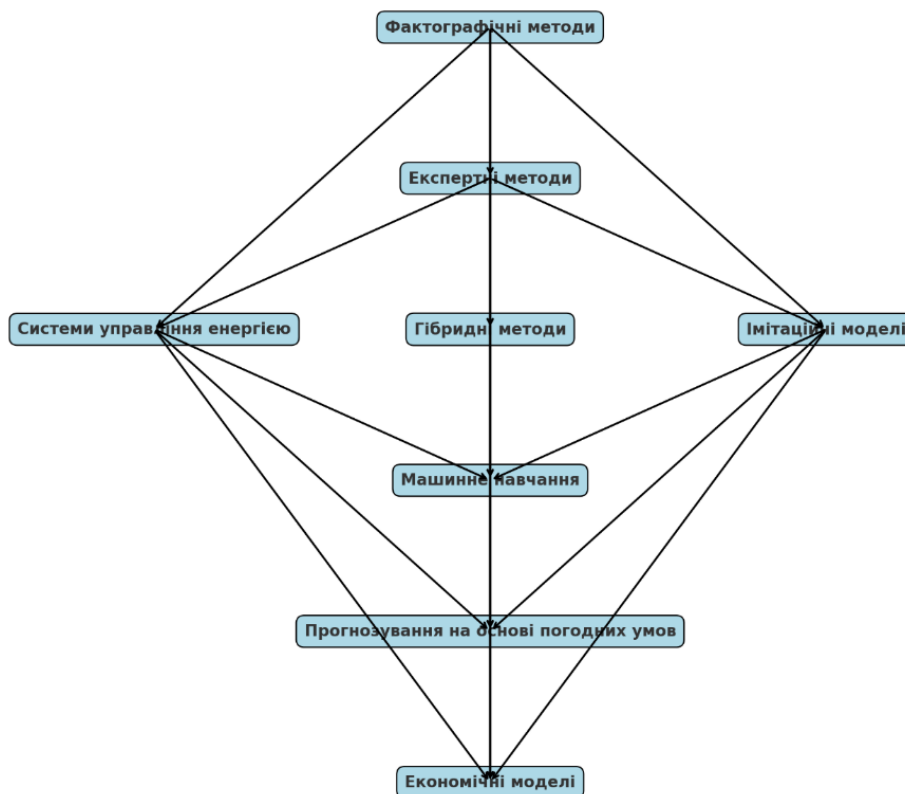 Фактографічні методи
Експертні методи
Системи управління енергією
Гібридні методи
Імітаційні моделі
Машинне навчання
Прогнозування на основі погодних умов
Економічні моделі